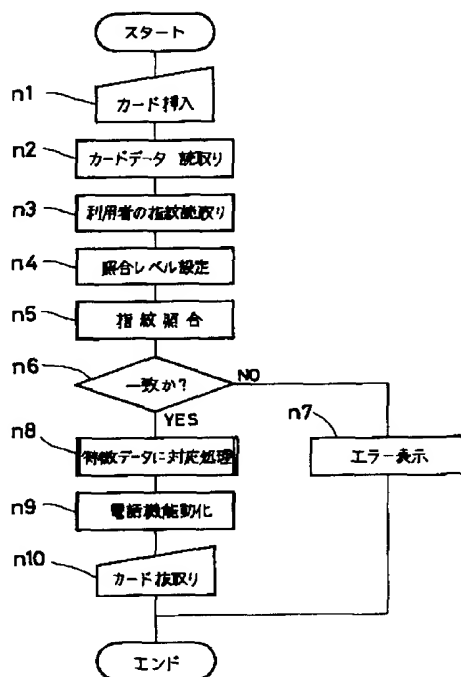 スタート
n1
カード挿入
n2
カードデータ 読取り
n3
利用者の指紋読取り
n4
照合レベル設定
n5
指紋照合
n6
一致か?
NO
YES
n7
エラー表示
n8
特徴データに対応処理
n9
電話機能動化
n10
カード抜取り
エンド